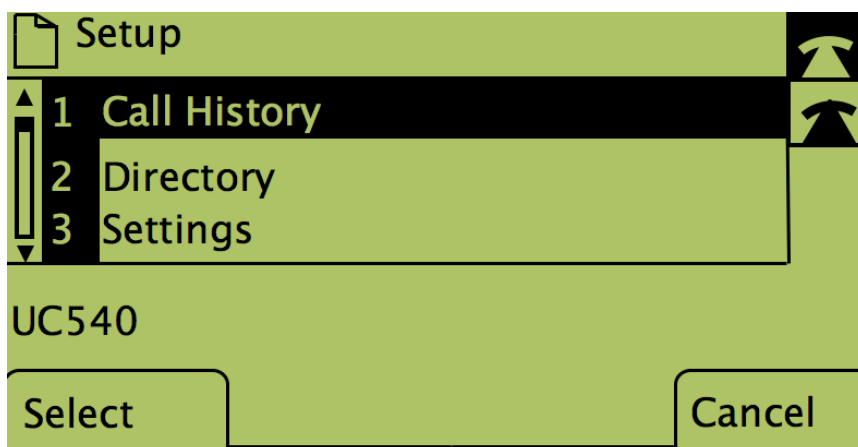 Setup
1 Call History
2 Directory
3 Settings
UC540
Select Cancel